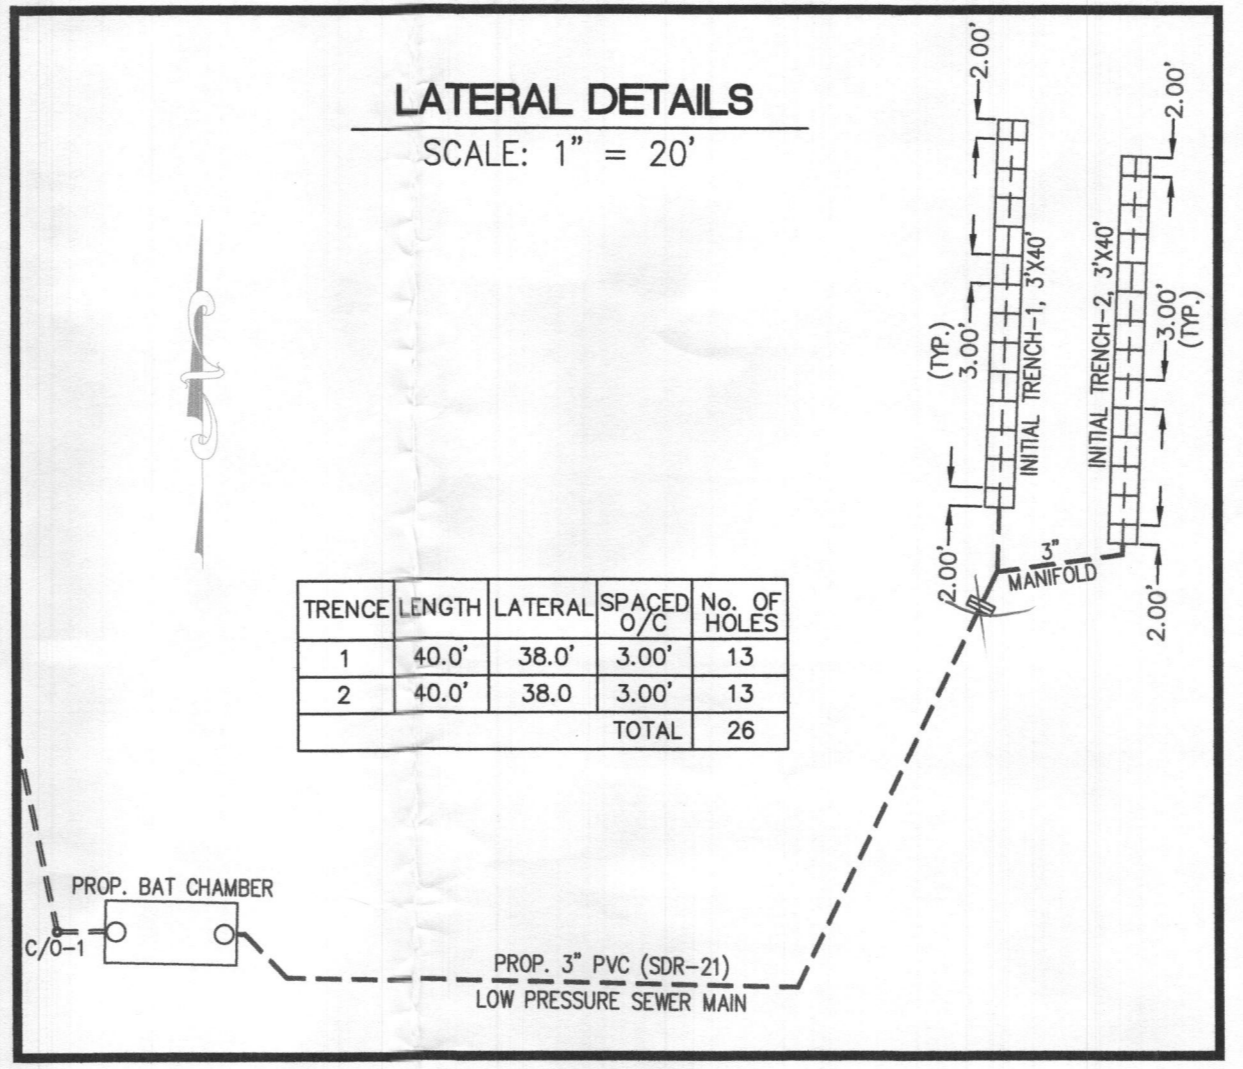 LATERAL DETAILS
SCALE: 1" = 20'
2.00'
2.00'
INITIAL TRENCH-1, 3'X40'
INITIAL TRENCH-2, 3'X40'
(TYP.)
3.00'
3.00'
(TYP.)
2.00'
3"
MANIFOLD
2.00'
TRENCE LENGTH LATERAL SPACED O/C No. OF HOLES
1 40.0' 38.0' 3.00' 13
2 40.0' 38.0 3.00' 13
TOTAL 26
PROP. BAT CHAMBER
C/O-1
PROP. 3" PVC (SDR-21)
LOW PRESSURE SEWER MAIN